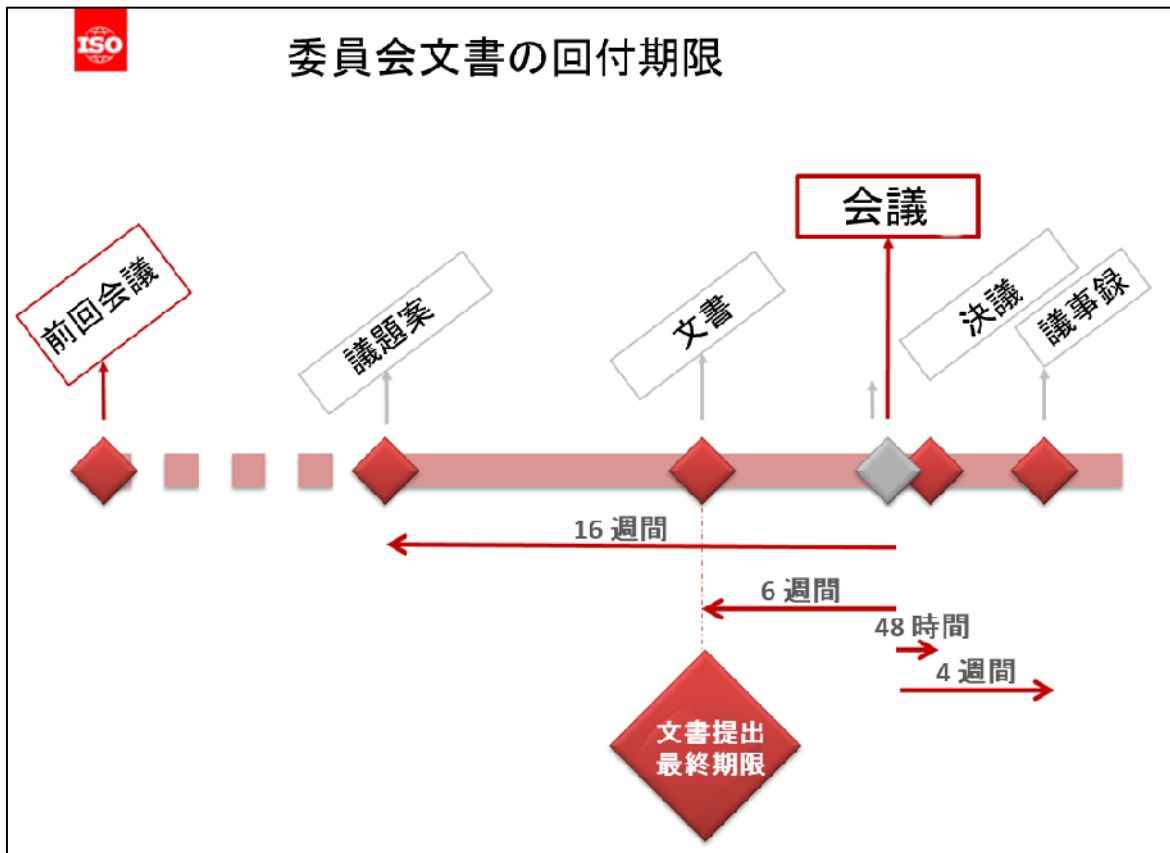 ISO
委員会文書の回付期限
会議
前回会議
議題案
文書
決議
議事録
16 週間
6 週間
48 時間
4 週間
文書提出
最終期限